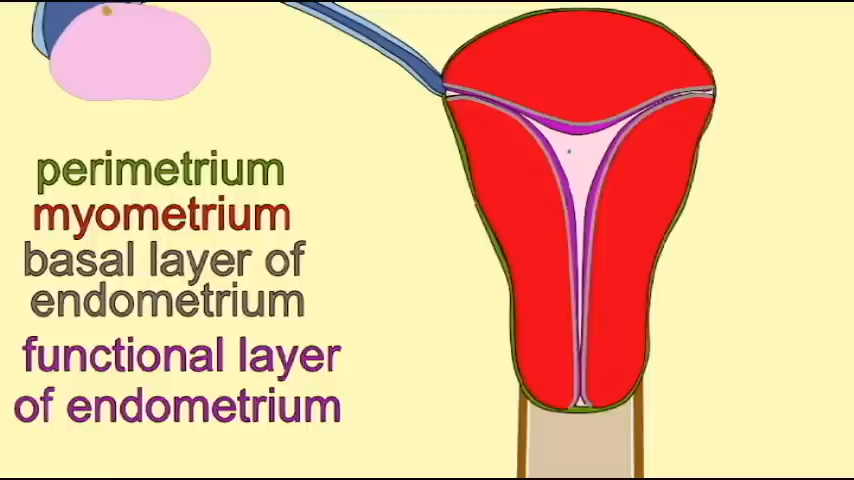 perimetrium
myometrium
basal layer of
endometrium
functional layer
of endometrium